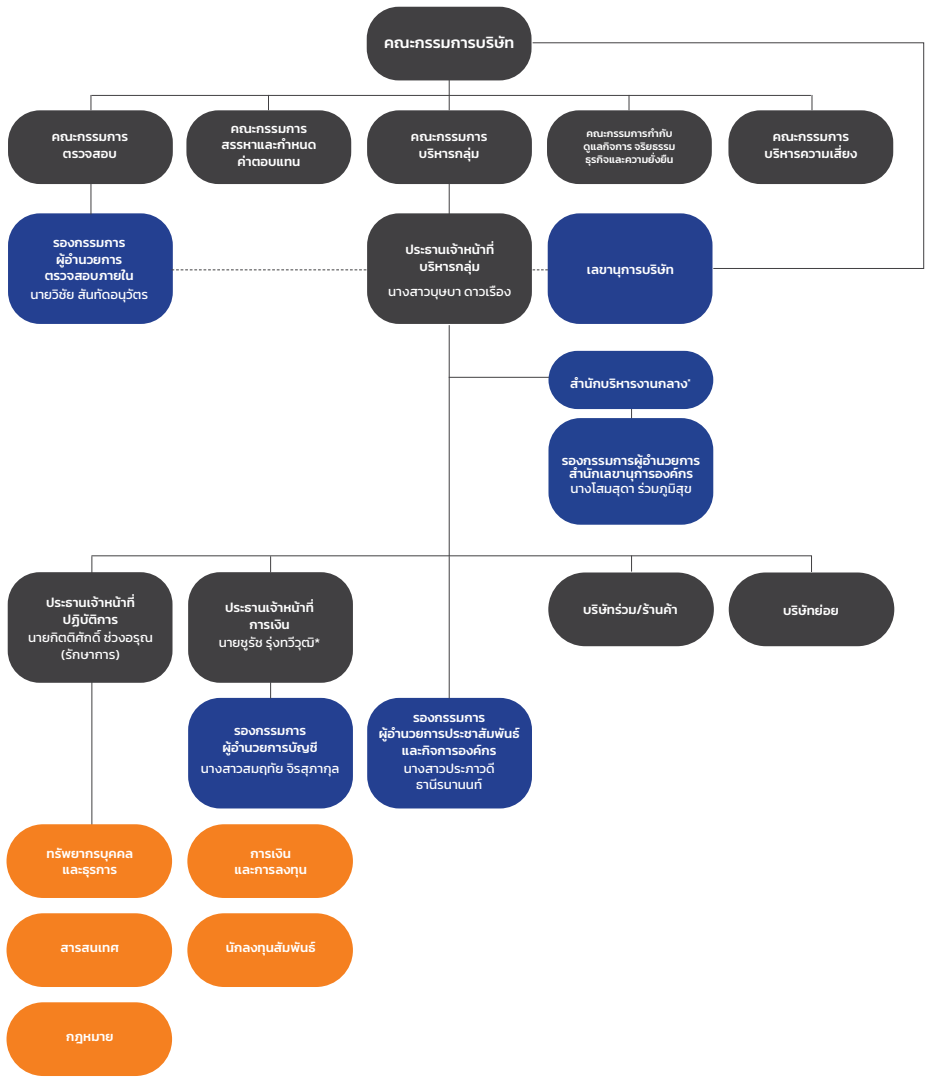 คณะกรรมการบริษัท
คณะกรรมการ
ตรวจสอบ
คณะกรรมการ
สรรหาและกำหนด
ค่าตอบแทน
คณะกรรมการ
บริหารกลุ่ม
คณะกรรมการกำกับ
ดูแลกิจการ จริยธรรม
ธุรกิจและความยั่งยืน
คณะกรรมการ
บริหารความเสี่ยง
รองกรรมการ
ผู้อำนวยการ
ตรวจสอบภายใน
นายวิชัย สันทัดอนุวัตร
ประธานเจ้าหน้าที่
บริหารกลุ่ม
นางสาวบุษบา ดาวเรือง
เลขานุการบริษัท
สำนักบริหารงานกลาง*
รองกรรมการผู้อำนวยการ
สำนักเลขานุการองค์กร
นางโสมสุดา ร่วมภูมิสุข
ประธานเจ้าหน้าที่
ปฏิบัติการ
นายกิตติศักดิ์ ช่วงอรุณ
(รักษาการ)
ประธานเจ้าหน้าที่
การเงิน
นายชูรัช รุ่งทวีวุฒิ*
บริษัทร่วม/ร้านค้า
บริษัทย่อย
รองกรรมการ
ผู้อำนวยการบัญชี
นางสาวสมฤทัย จิรสุภากุล
รองกรรมการ
ผู้อำนวยการประชาสัมพันธ์
และกิจการองค์กร
นางสาวประภาวดี
ธานีรนานนท์
ทรัพยากรบุคคล
และธุรการ
การเงิน
และการลงทุน
สารสนเทศ
นักลงทุนสัมพันธ์
กฎหมาย